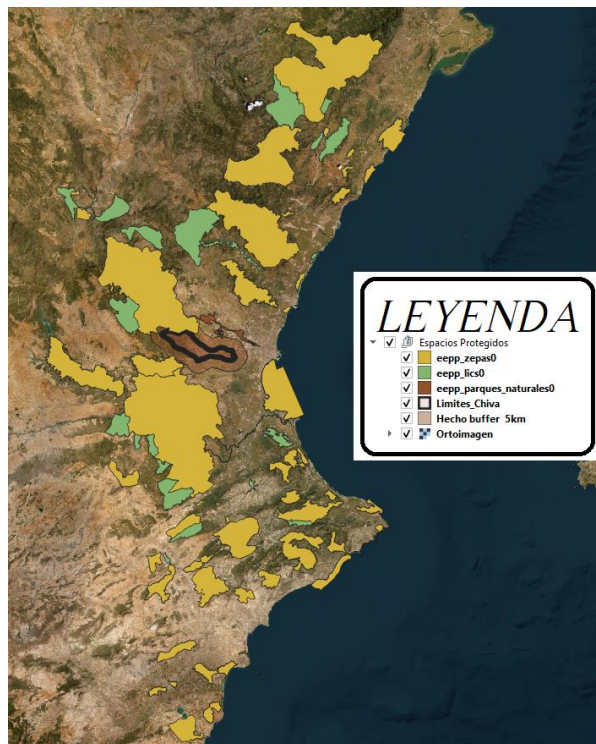 LEYENDA
Espacios Protegidos
eepp_zepas0
eepp_lics0
eepp_parques_naturales0
Limites_Chiva
Hecho buffer 5km
Ortoimagen